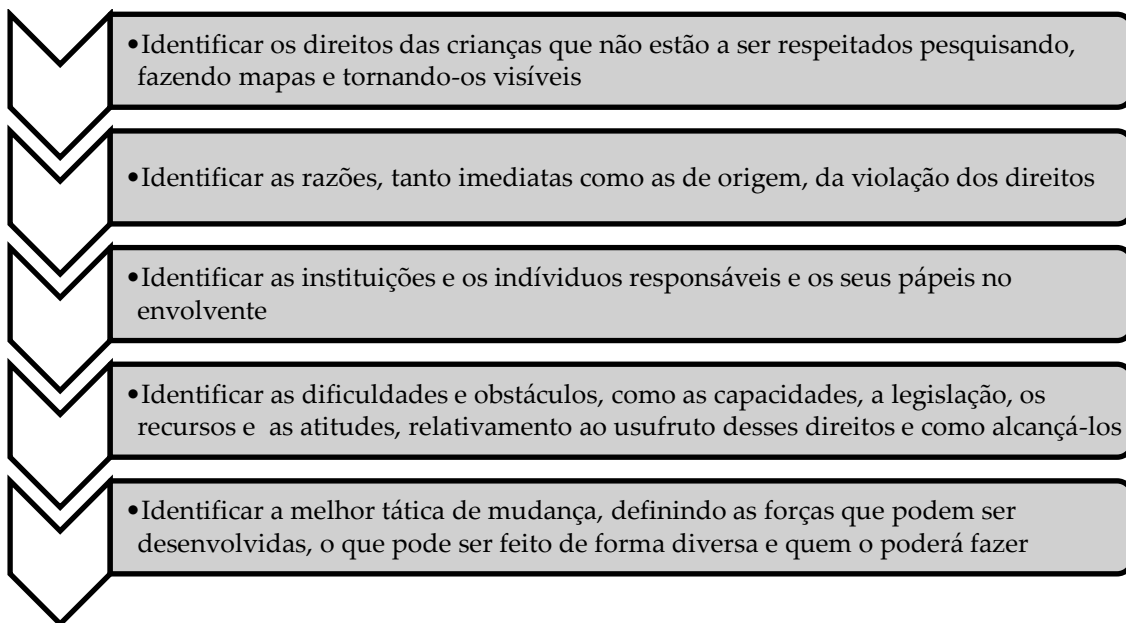 •Identificar os direitos das crianças que não estão a ser respeitados pesquisando,
fazendo mapas e tornando-os visíveis
•Identificar as razões, tanto imediatas como as de origem, da violação dos direitos
•Identificar as instituições e os indíviduos responsáveis e os seus pápeis no
envolvente
•Identificar as dificuldades e obstáculos, como as capacidades, a legislação, os
recursos e as atitudes, relativamento ao usufruto desses direitos e como alcançá-los
•Identificar a melhor tática de mudança, definindo as forças que podem ser
desenvolvidas, o que pode ser feito de forma diversa e quem o poderá fazer